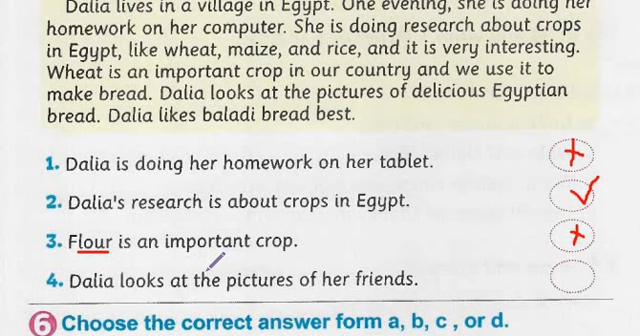 Dalia lives in a village in Egypt. One evening, she is doing her
homework on her computer. She is doing research about crops
in Egypt, like wheat, maize, and rice, and it is very interesting.
Wheat is an important crop in our country and we use it to
make bread. Dalia looks at the pictures of delicious Egyptian
bread. Dalia likes baladi bread best.
1. Dalia is doing her homework on her tablet.
2. Dalia's research is about crops in Egypt.
3. Flour is an important crop.
4. Dalia looks at the pictures of her friends.
6 Choose the correct answer form a, b, c , or d.